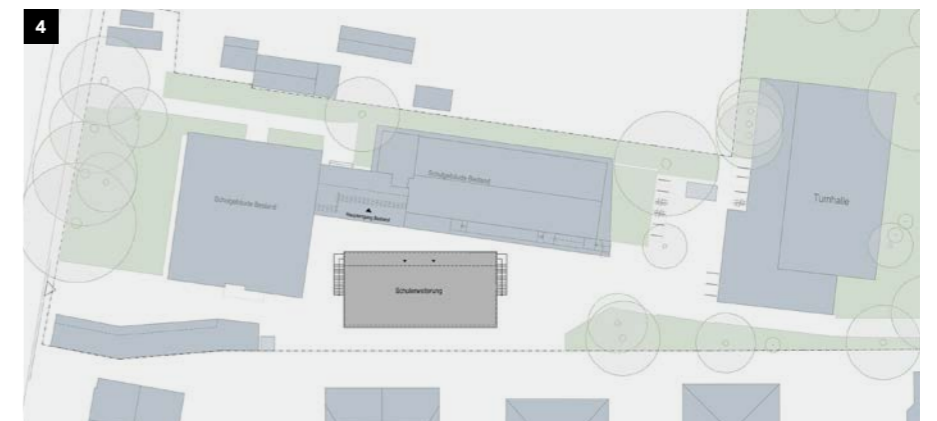 4
Schulgebäude Bestand
Schulgebäude Bestand
Haupteingang Bestand
Turnhalle
Schulerweiterung